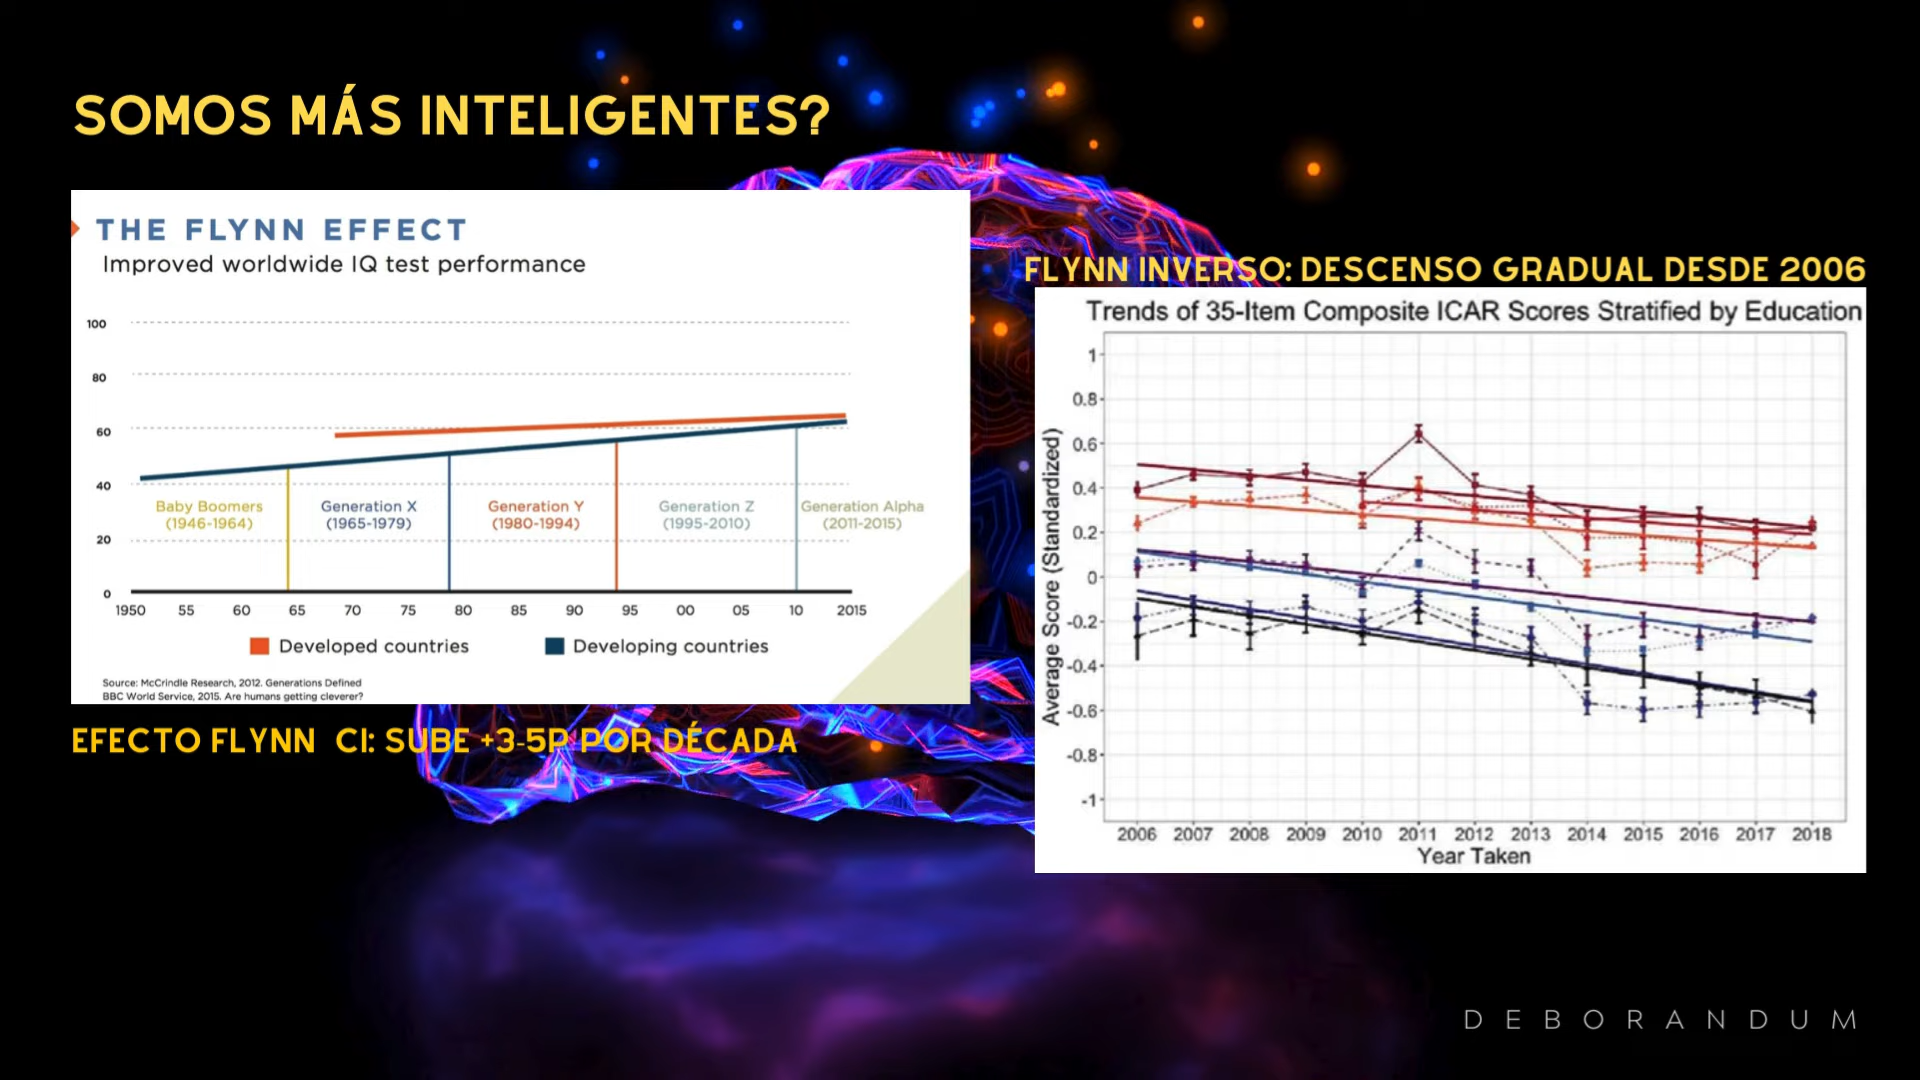 SOMOS MÁS INTELIGENTES?
THE FLYNN EFFECT
Improved worldwide IQ test performance
100
80
60
40
20
0
Baby Boomers
(1946-1964)
Generation X
(1965-1979)
Generation Y
(1980-1994)
Generation Z
(1995-2010)
Generation Alpha
(2011-2015)
1950 55 60 65 70 75 80 85 90 95 00 05 10 2015
Developed countries Developing countries
Source: McCrindle Research, 2012. Generations Defined
BBC World Service, 2015. Are humans getting cleverer?
EFECTO FLYNN CI: SUBE +3-5P POR DÉCADA
FLYNN INVERSO: DESCENSO GRADUAL DESDE 2006
Trends of 35-Item Composite ICAR Scores Stratified by Education
Average Score (Standardized)
1
0.8
0.6
0.4
0.2
0
-0.2
-0.4
-0.6
-0.8
-1
2006 2007 2008 2009 2010 2011 2012 2013 2014 2015 2016 2017 2018
Year Taken
DEBORANDUM